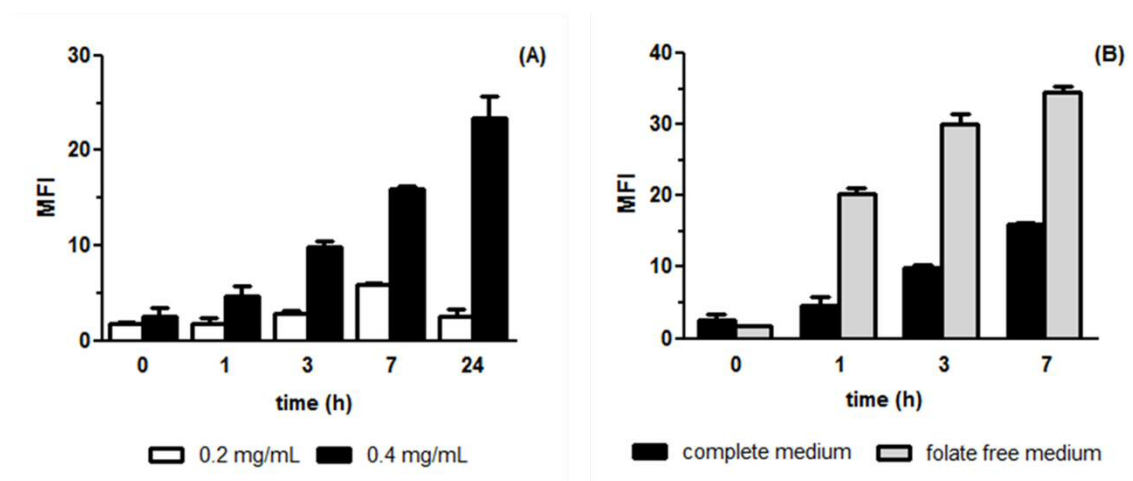 (A)
MFI
30
20
10
0
0 1 3 7 24
time (h)
0.2 mg/mL 0.4 mg/mL
(B)
MFI
40
30
20
10
0
0 1 3 7
time (h)
complete medium folate free medium